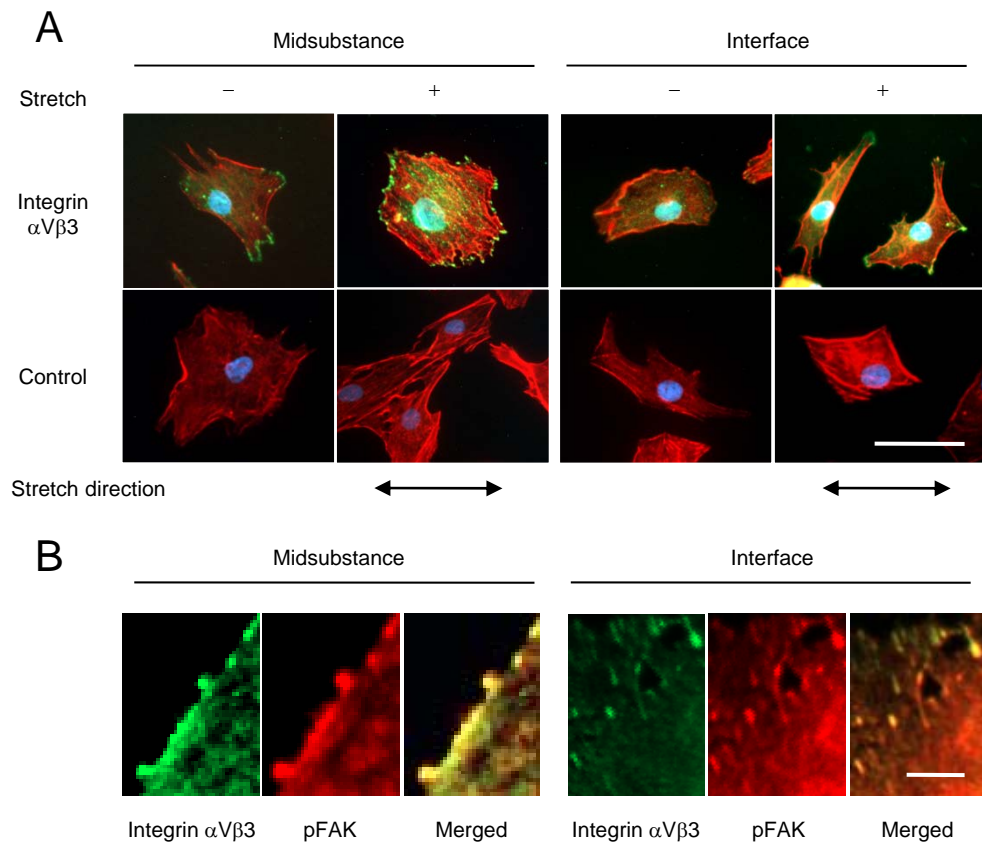 A
Midsubstance Interface
Stretch − + − +
Integrin
αVβ3
Control
Stretch direction
B
Midsubstance Interface
Integrin αVβ3 pFAK Merged Integrin αVβ3 pFAK Merged